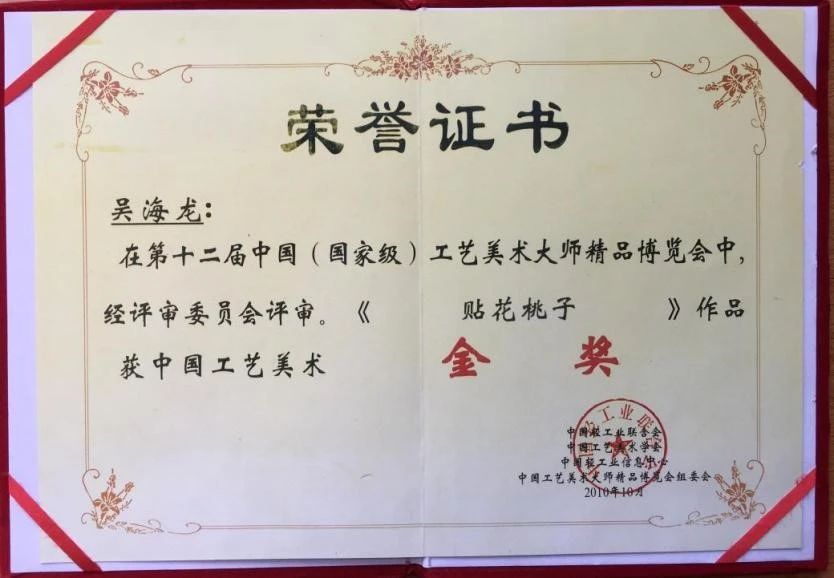 荣誉证书
吴海龙：
在第十二届中国（国家级）工艺美术大师精品博览会中，
经评审委员会评审。《 贴花桃子 》作品
获中国工艺美术 金 奖
中国轻工业联合会
中国工艺美术学会
中国轻工业信息中心
中国工艺美术大师精品博览会组委会
2010年10月